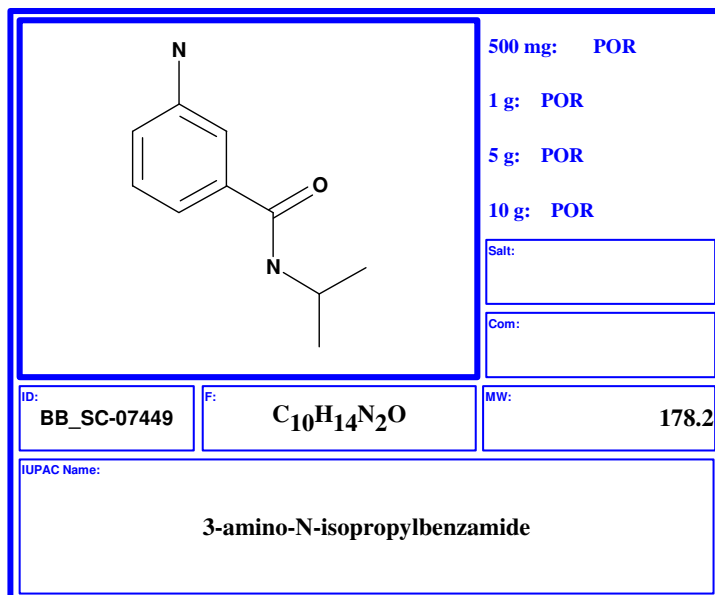 N
O
N
500 mg: POR
1 g: POR
5 g: POR
10 g: POR
Salt:
Com:
ID:
BB_SC-07449
F:
C10H14N2O
MW:
178.2
IUPAC Name:
3-amino-N-isopropylbenzamide